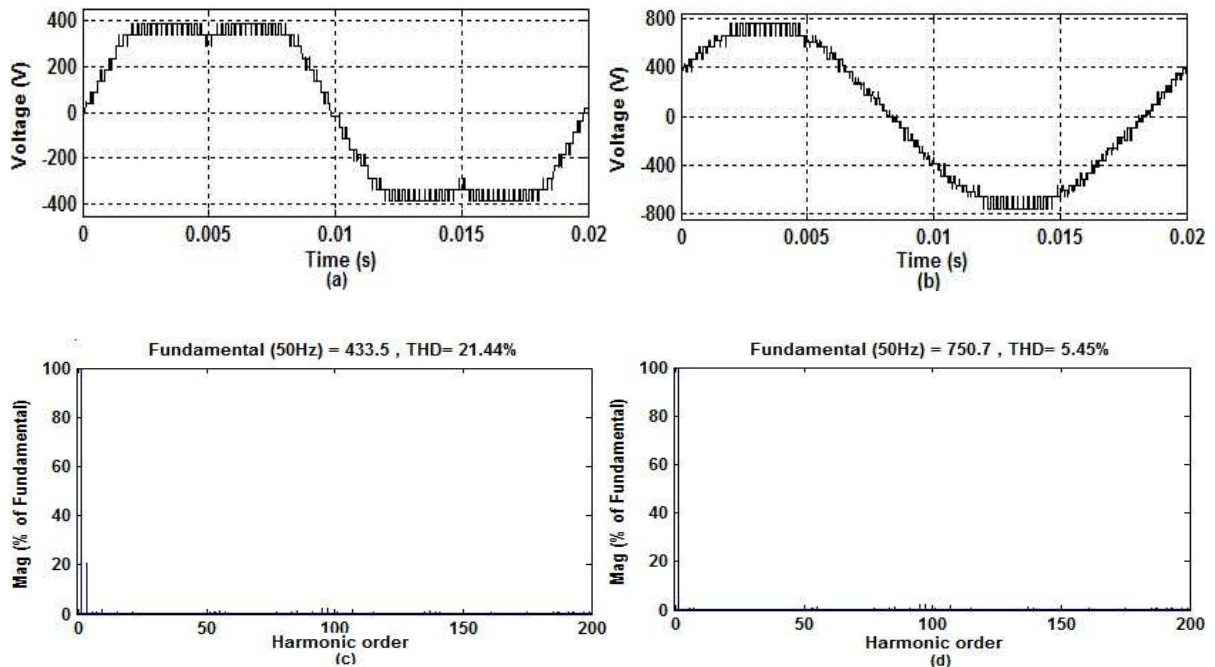 400
200
0
-200
-400
Voltage (V)
0 0.005 0.01 0.015 0.02
Time (s)
(a)
800
400
0
-400
-800
Voltage (V)
0 0.005 0.01 0.015 0.02
Time (s)
(b)
Fundamental (50Hz) = 433.5 , THD= 21.44%
100
80
60
40
20
0
Mag (% of Fundamental)
0 50 100 150 200
Harmonic order
(c)
Fundamental (50Hz) = 750.7 , THD= 5.45%
100
80
60
40
20
0
Mag (% of Fundamental)
0 50 100 150 200
Harmonic order
(d)